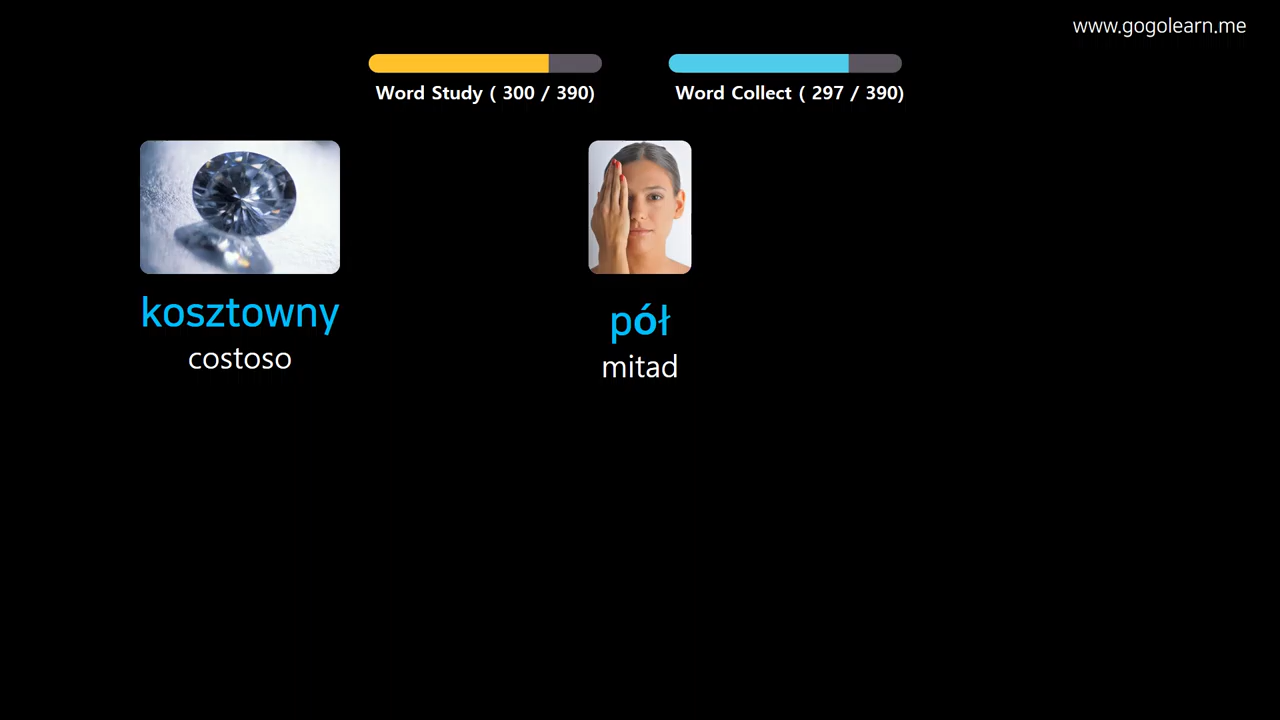 www.gogolearn.me
Word Study ( 300 / 390)
Word Collect ( 297 / 390)
kosztowny
costoso
pół
mitad